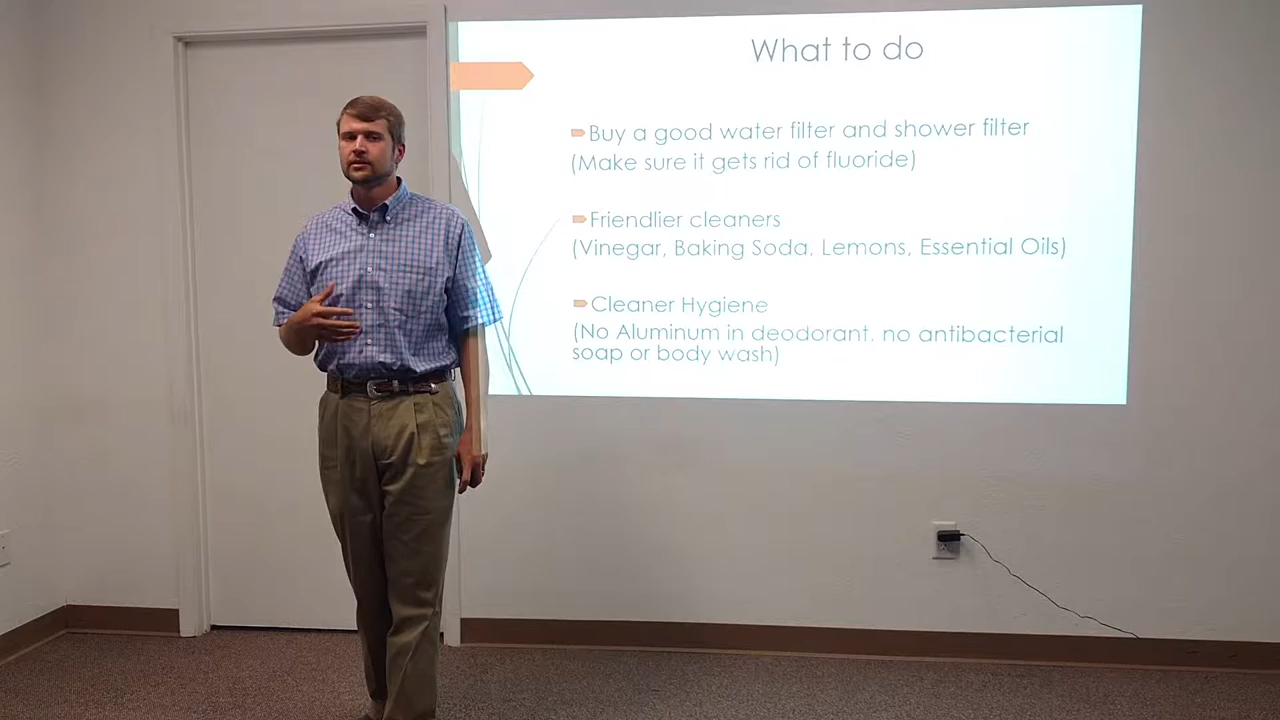 What to do
Buy a good water filter and shower filter
(Make sure it gets rid of fluoride)
Friendlier cleaners
(Vinegar, Baking Soda, Lemons, Essential Oils)
Cleaner Hygiene
(No Aluminum in deodorant, no antibacterial
soap or body wash)